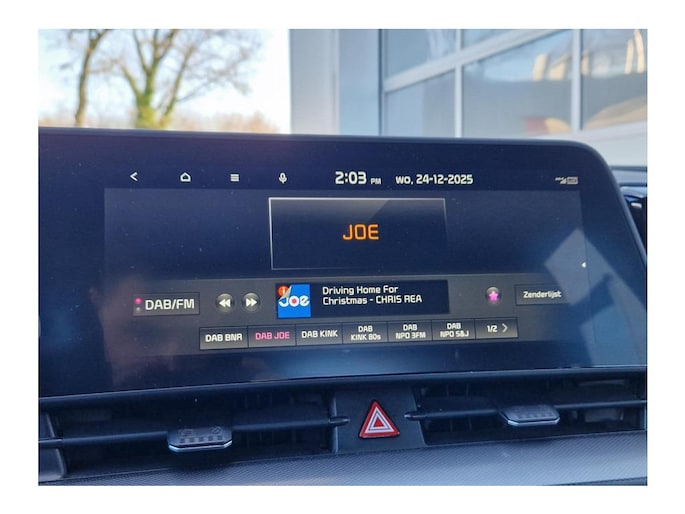 2:03 PM wo, 24-12-2025
JOE
DAB/FM
Joe
Driving Home For
Christmas - CHRIS REA
Zenderlijst
DAB BNR
DAB JOE
DAB KINK
DAB
KINK 80s
DAB
NPO 3FM
DAB
NPO S&J
1/2